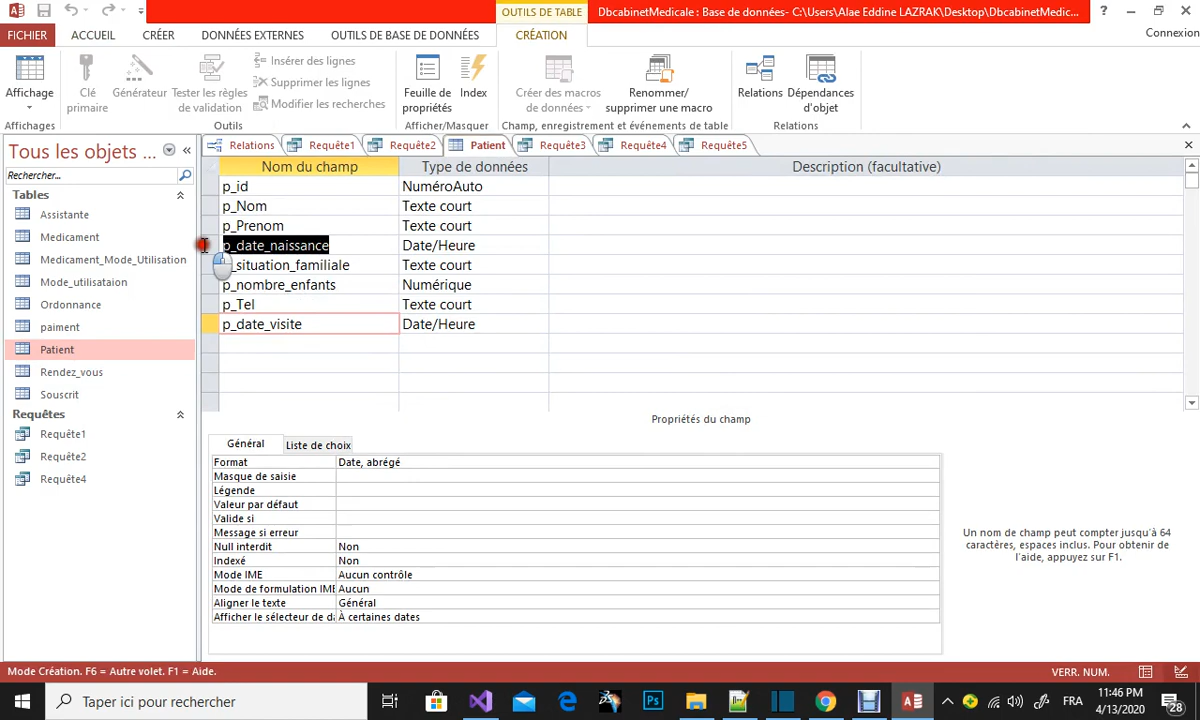 OUTILS DE TABLE
DbcabinetMedicale : Base de données- C:\Users\Alae Eddine LAZRAK\Desktop\DbcabinetMedic...
?
FICHIER
ACCUEIL
CRÉER
DONNÉES EXTERNES
OUTILS DE BASE DE DONNÉES
CRÉATION
Connexion
Affichage
Clé primaire
Générateur
Tester les règles de validation
Insérer des lignes
Supprimer les lignes
Modifier les recherches
Feuille de propriétés
Index
Créer des macros de données
Renommer/ supprimer une macro
Relations
Dépendances d'objet
Affichages
Outils
Afficher/Masquer
Champ, enregistrement et événements de table
Relations
Tous les objets ...
Rechercher...
Tables
Assistante
Medicament
Medicament_Mode_Utilisation
Mode_utilisataion
Ordonnance
paiment
Patient
Rendez_vous
Souscrit
Requêtes
Requête1
Requête2
Requête4
Relations
Requête1
Requête2
Patient
Requête3
Requête4
Requête5
Nom du champ
Type de données
Description (facultative)
p_id
NuméroAuto
p_Nom
Texte court
p_Prenom
Texte court
p_date_naissance
Date/Heure
_situation_familiale
Texte court
p_nombre_enfants
Numérique
p_Tel
Texte court
p_date_visite
Date/Heure
Propriétés du champ
Général
Liste de choix
Format
Date, abrégé
Masque de saisie
Légende
Valeur par défaut
Valide si
Message si erreur
Null interdit
Non
Indexé
Non
Mode IME
Aucun contrôle
Mode de formulation IME
Aucun
Aligner le texte
Général
Afficher le sélecteur de da
À certaines dates
Un nom de champ peut compter jusqu'à 64
caractères, espaces inclus. Pour obtenir de
l'aide, appuyez sur F1.
Mode Création. F6 = Autre volet. F1 = Aide.
VERR. NUM.
Taper ici pour rechercher
FRA
11:46 PM
4/13/2020
28